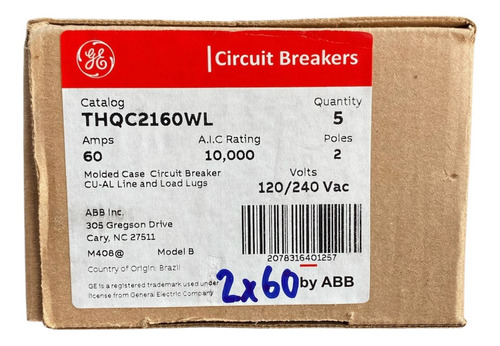 GE
Circuit Breakers
Catalog
THQC2160WL
Quantity
5
Amps
60
A.I.C Rating
10,000
Poles
2
Molded Case Circuit Breaker
CU-AL Line and Load Lugs
Volts
120/240 Vac
ABB Inc.
305 Gregson Drive
Cary, NC 27511
M408@ Model B
2078316401257
Country of Origin: Brazil
GE is a registered trademark used under
license from General Electric Company
2x60
by ABB